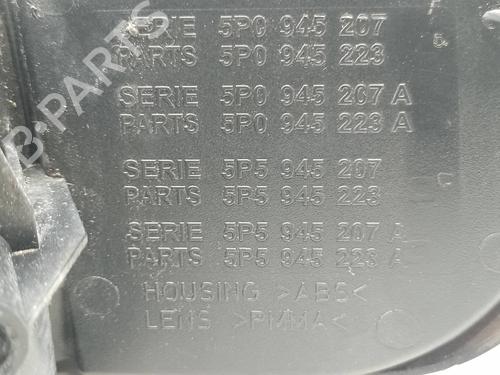 SERIE 5P0 945 207
PARTS 5P0 945 223
SERIE 5P0 945 207 A
PARTS 5P0 945 223 A
SERIE 5P5 945 207
PARTS 5P5 945 223
SERIE 5P5 945 207 A
PARTS 5P5 945 223 A
HOUSING >ABS<
LENS >PMMA<
B-PARTS